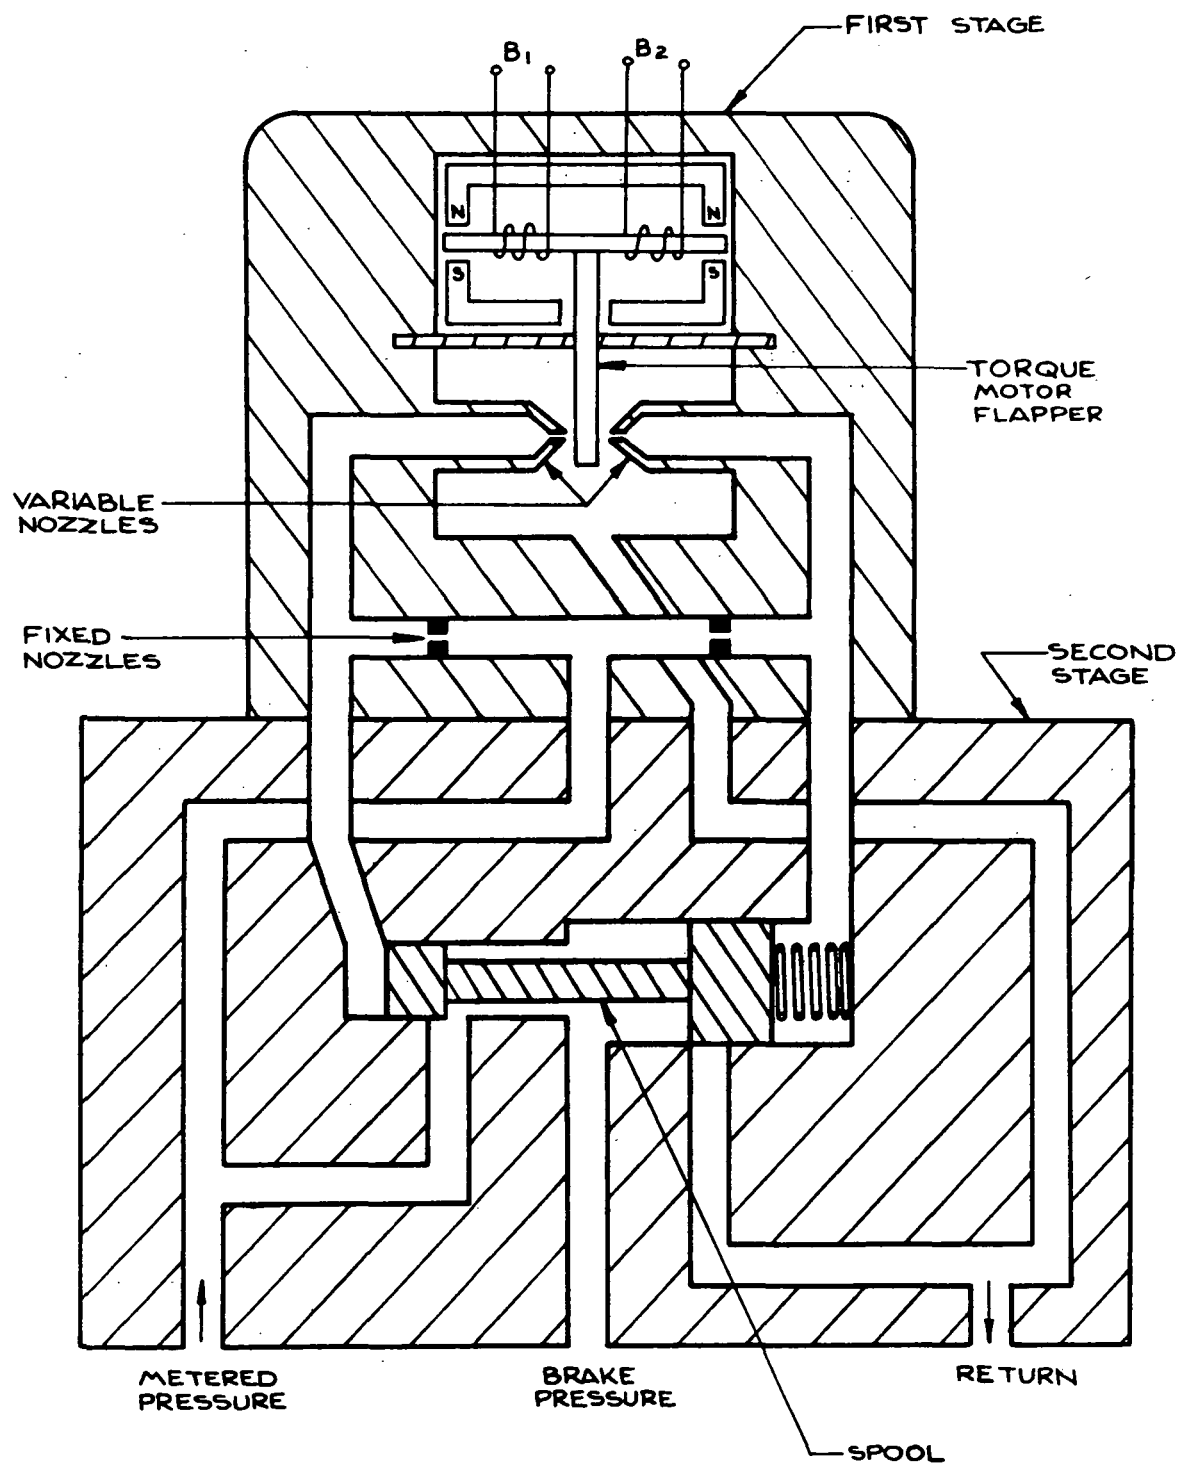 FIRST STAGE
B1
B2
N
N
S
S
TORQUE
MOTOR
FLAPPER
VARIABLE
NOZZLES
FIXED
NOZZLES
SECOND
STAGE
METERED
PRESSURE
BRAKE
PRESSURE
RETURN
SPOOL